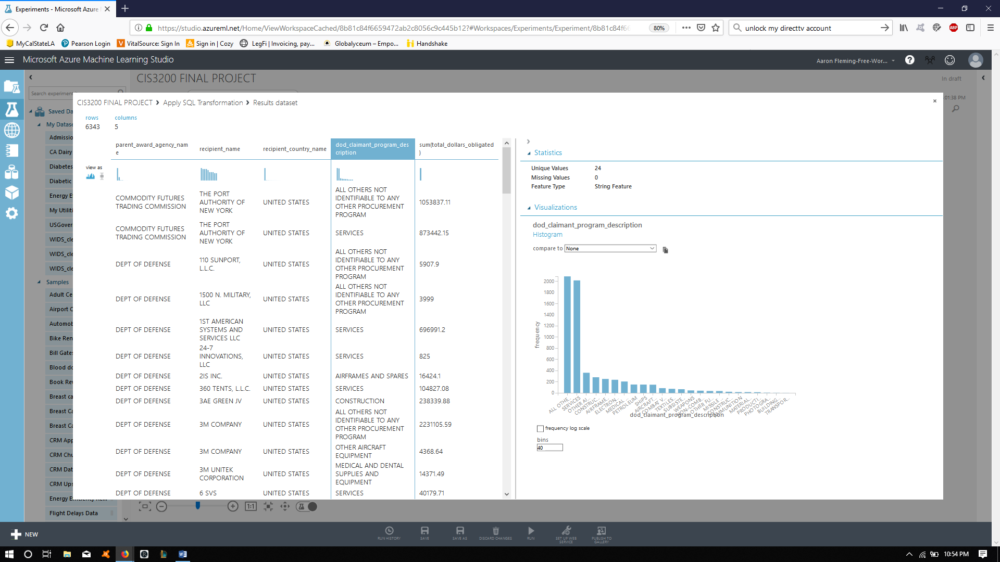 Experiments - Microsoft Azure
https://studio.azureml.net/Home/ViewWorkspaceCached/8b81c84f6659472ab2c8056c9c445b12?#Workspaces/Experiments/Experiment/8b81c84f66
80%
unlock my directtv account
MyCalStateLA
Pearson Login
VitalSource: Sign In
Sign in | Cozy
LegFi | Invoicing, pay...
Globalyceum – Empo...
Handshake
Microsoft Azure Machine Learning Studio
Aaron Fleming-Free-Wor...
CIS3200 FINAL PROJECT
In draft
Search experiment
:01:38 PM
CIS3200 FINAL PROJECT › Apply SQL Transformation › Results dataset
rows
columns
6343
5
Saved Da
My Datase
Admissio
CA Dairy
Diabetes
Diabetic
Energy E
My Utiliti
USGover
WIDS_cle
WIDS_cle
WIDS_cle
Samples
Adult Ce
Airport C
Automob
Bike Ren
Bill Gates
Blood do
Book Rev
Breast ca
Breast Ca
Breast Ca
CRM App
CRM Chu
CRM Dat
CRM Ups
Flight Delays Data
view as
parent_award_agency_nam
e
recipient_name
recipient_country_name
dod_claimant_program_des
cription
sum(total_dollars_obligated
)
COMMODITY FUTURES
TRADING COMMISSION
THE PORT
AUTHORITY OF
NEW YORK
UNITED STATES
ALL OTHERS NOT
IDENTIFIABLE TO ANY
OTHER PROCUREMENT
PROGRAM
1053837.11
COMMODITY FUTURES
TRADING COMMISSION
THE PORT
AUTHORITY OF
NEW YORK
UNITED STATES
SERVICES
873442.15
DEPT OF DEFENSE
110 SUNPORT,
L.L.C.
UNITED STATES
ALL OTHERS NOT
IDENTIFIABLE TO ANY
OTHER PROCUREMENT
PROGRAM
5907.9
DEPT OF DEFENSE
1500 N. MILITARY,
LLC
UNITED STATES
ALL OTHERS NOT
IDENTIFIABLE TO ANY
OTHER PROCUREMENT
PROGRAM
3999
DEPT OF DEFENSE
1ST AMERICAN
SYSTEMS AND
SERVICES LLC
UNITED STATES
SERVICES
696991.2
DEPT OF DEFENSE
24-7
INNOVATIONS,
LLC
UNITED STATES
SERVICES
825
DEPT OF DEFENSE
2IS INC.
UNITED STATES
AIRFRAMES AND SPARES
16424.1
DEPT OF DEFENSE
360 TENTS, L.L.C.
UNITED STATES
SERVICES
104827.08
DEPT OF DEFENSE
3AE GREEN JV
UNITED STATES
CONSTRUCTION
238339.88
DEPT OF DEFENSE
3M COMPANY
UNITED STATES
ALL OTHERS NOT
IDENTIFIABLE TO ANY
OTHER PROCUREMENT
PROGRAM
2231105.59
DEPT OF DEFENSE
3M COMPANY
UNITED STATES
OTHER AIRCRAFT
EQUIPMENT
4368.64
DEPT OF DEFENSE
3M UNITEK
CORPORATION
UNITED STATES
MEDICAL AND DENTAL
SUPPLIES AND
EQUIPMENT
14371.49
DEPT OF DEFENSE
6 SVS
UNITED STATES
SERVICES
40179.71
Statistics
Unique Values 24
Missing Values 0
Feature Type String Feature
Visualizations
dod_claimant_program_description
Histogram
compare to None
2000
1800
1600
1400
1200
1000
800
600
400
200
0
frequency
ALL OTHE...
SERVICES
OTHER AI...
CONSTRUC...
AIRFRAME...
ELECTRON...
MEDICAL ...
PETROLEUM
SHIPS
AIRCRAFT...
COMBAT V...
TEXTILES...
SUBSISTE...
WEAPONS
NON-COMB...
OTHER FU...
MISSILE ...
CONSTRUC...
AMMUNITION
MATERIAL...
PRODUCTI...
PHOTOGRA...
BUILDING...
TRANSPOR...
dod_claimant_program_description
frequency log scale
bins
40
1:1
NEW
RUN HISTORY
SAVE
SAVE AS
DISCARD CHANGES
RUN
SET UP WEB
SERVICE
PUBLISH TO
GALLERY
10:54 PM